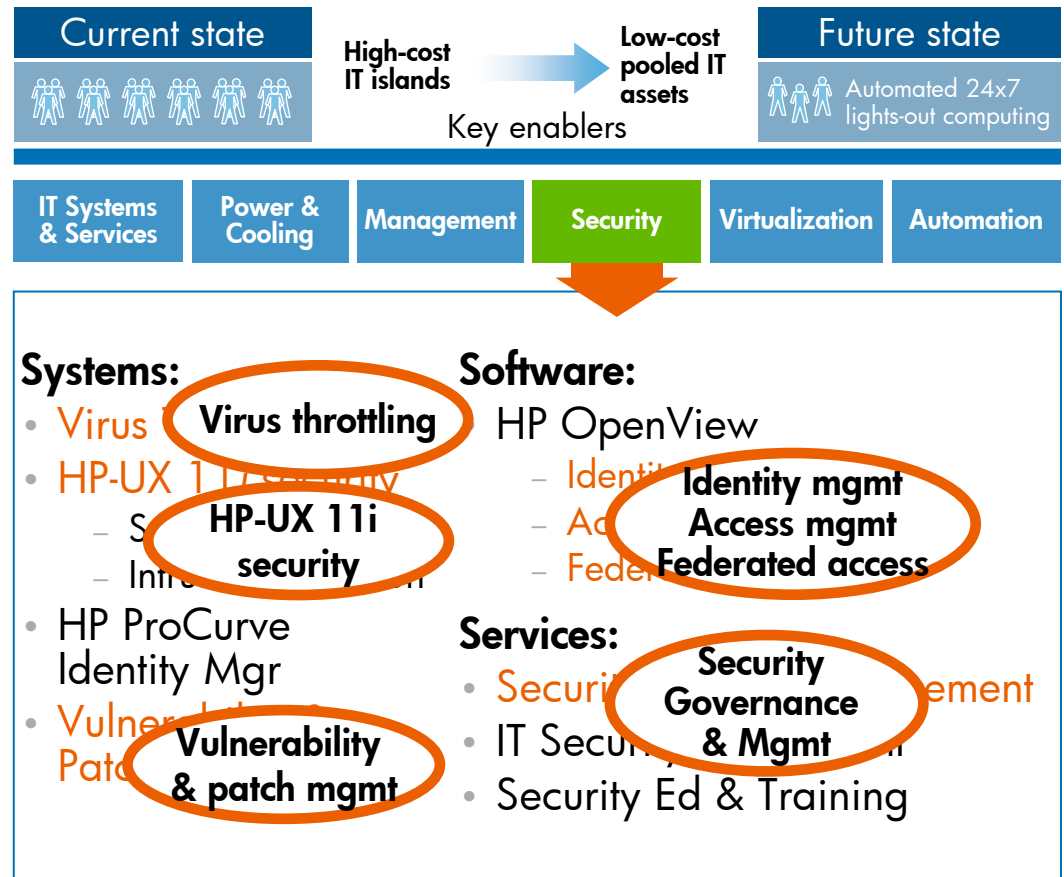 Current state
High-cost
IT islands
Low-cost
pooled IT
assets
Key enablers
Future state
Automated 24x7
lights-out computing
IT Systems
& Services
Power &
Cooling
Management
Security
Virtualization
Automation
Systems:
• Virus
Virus throttling
• HP-UX 11i security
HP-UX 11i
security
• HP ProCurve
Identity Mgr
• Vulnerability &
Vulnerability
& patch mgmt
Software:
• HP OpenView
Identity mgmt
Access mgmt
Federated access
Services:
• Security
Security
Governance
& Mgmt
• IT Security
• Security Ed & Training